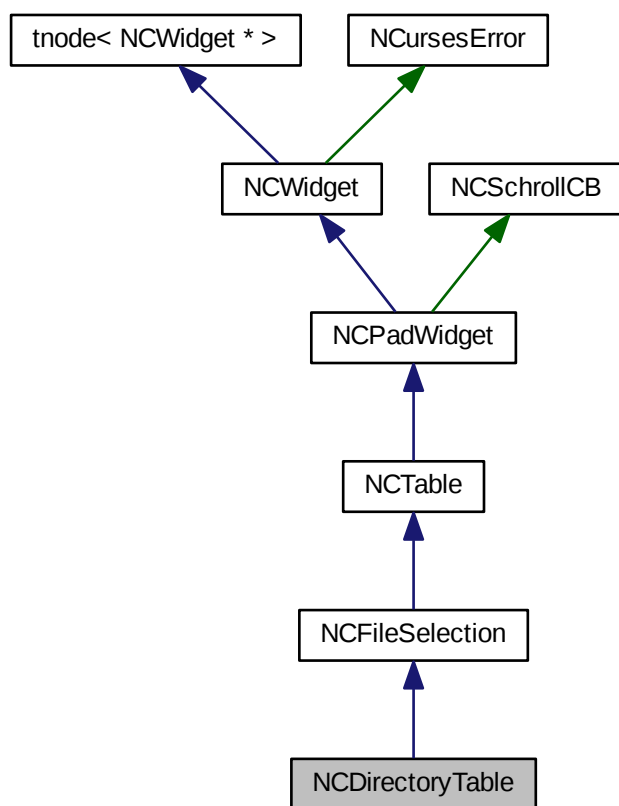 tnode< NCWidget * >
NCursesError
NCWidget
NCSchrollCB
NCPadWidget
NCTable
NCFileSelection
NCDirectoryTable